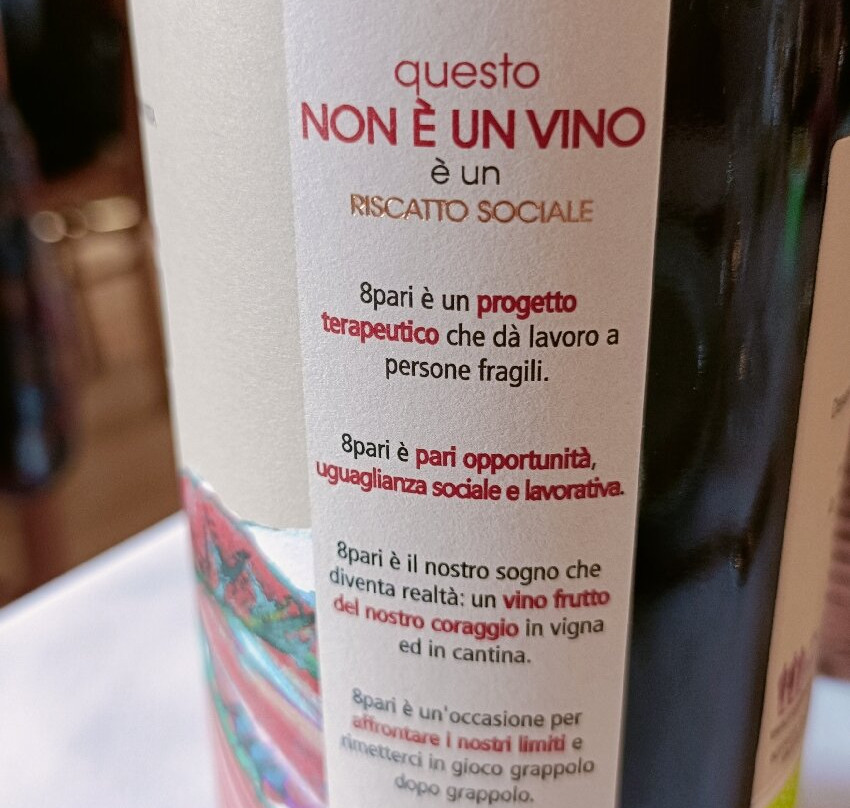 questo
NON È UN VINO
è un
RISCATTO SOCIALE
8pari è un progetto
terapeutico che dà lavoro a
persone fragili.
8pari è pari opportunità,
uguaglianza sociale e lavorativa.
8pari è il nostro sogno che
diventa realtà: un vino frutto
del nostro coraggio in vigna
ed in cantina.
8pari è un'occasione per
affrontare i nostri limiti e
rimetterci in gioco grappolo
dopo grappolo.